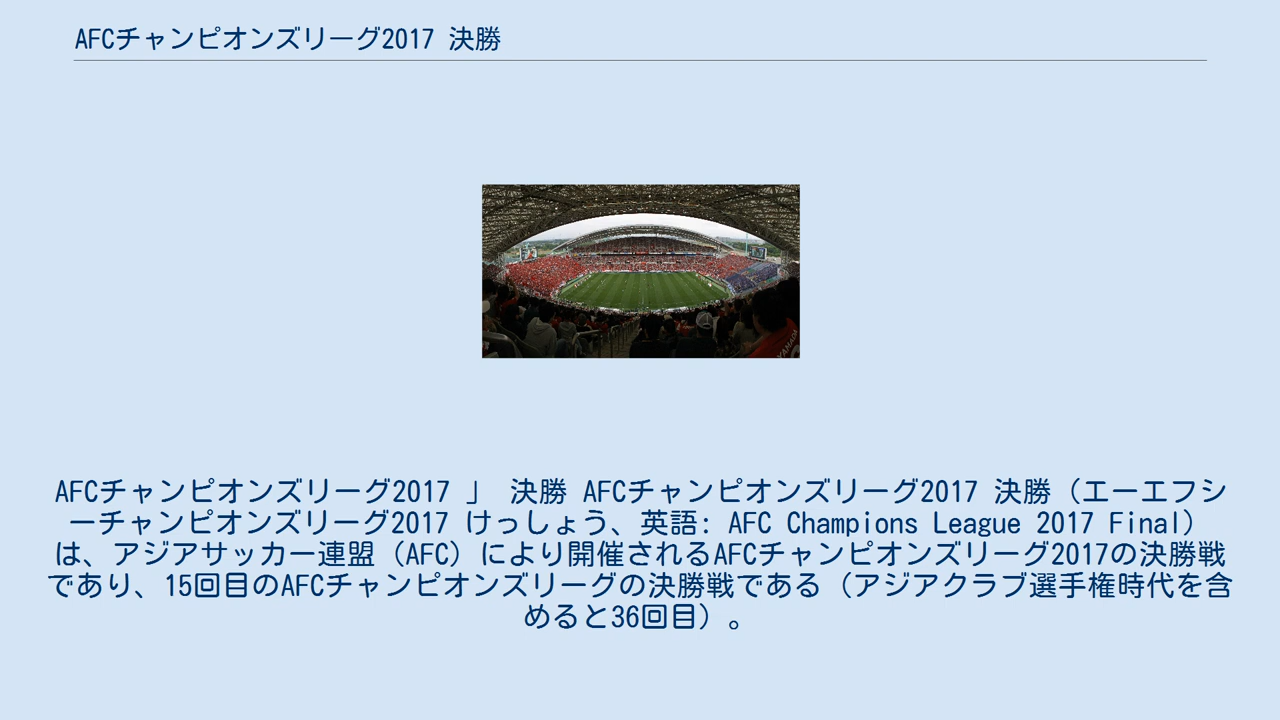 AFCチャンピオンズリーグ2017 決勝
AFCチャンピオンズリーグ2017 」 決勝 AFCチャンピオンズリーグ2017 決勝（エーエフシ
ーチャンピオンズリーグ2017 けっしょう、英語: AFC Champions League 2017 Final）
は、アジアサッカー連盟（AFC）により開催されるAFCチャンピオンズリーグ2017の決勝戦
であり、15回目のAFCチャンピオンズリーグの決勝戦である（アジアクラブ選手権時代を含
めると36回目）。